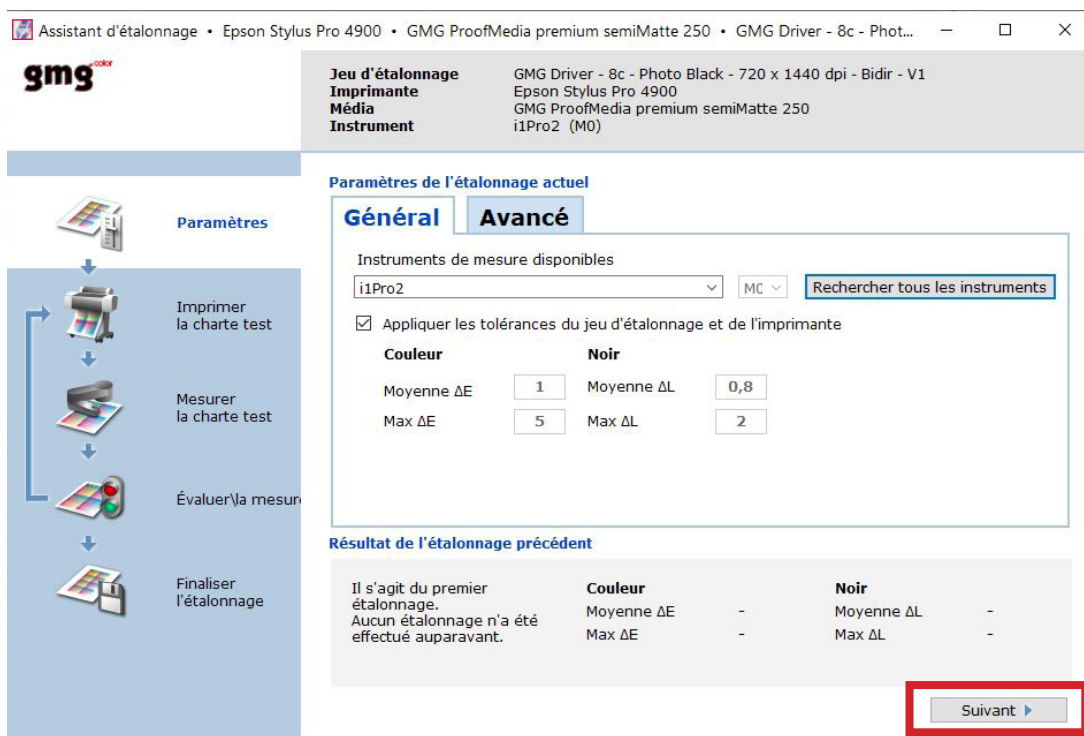 Assistant d'étalonnage • Epson Stylus Pro 4900 • GMG ProofMedia premium semiMatte 250 • GMG Driver - 8c - Phot...
gmg color
Jeu d'étalonnage GMG Driver - 8c - Photo Black - 720 x 1440 dpi - Bidir - V1
Imprimante Epson Stylus Pro 4900
Média GMG ProofMedia premium semiMatte 250
Instrument i1Pro2 (M0)
Paramètres
Imprimer
la charte test
Mesurer
la charte test
Évaluer\la mesur
Finaliser
l'étalonnage
Paramètres de l'étalonnage actuel
Général Avancé
Instruments de mesure disponibles
i1Pro2 MC Rechercher tous les instruments
Appliquer les tolérances du jeu d'étalonnage et de l'imprimante
Couleur Noir
Moyenne ΔE 1 Moyenne ΔL 0,8
Max ΔE 5 Max ΔL 2
Résultat de l'étalonnage précédent
Il s'agit du premier
étalonnage.
Aucun étalonnage n'a été
effectué auparavant.
Couleur Noir
Moyenne ΔE - Moyenne ΔL -
Max ΔE - Max ΔL -
Suivant